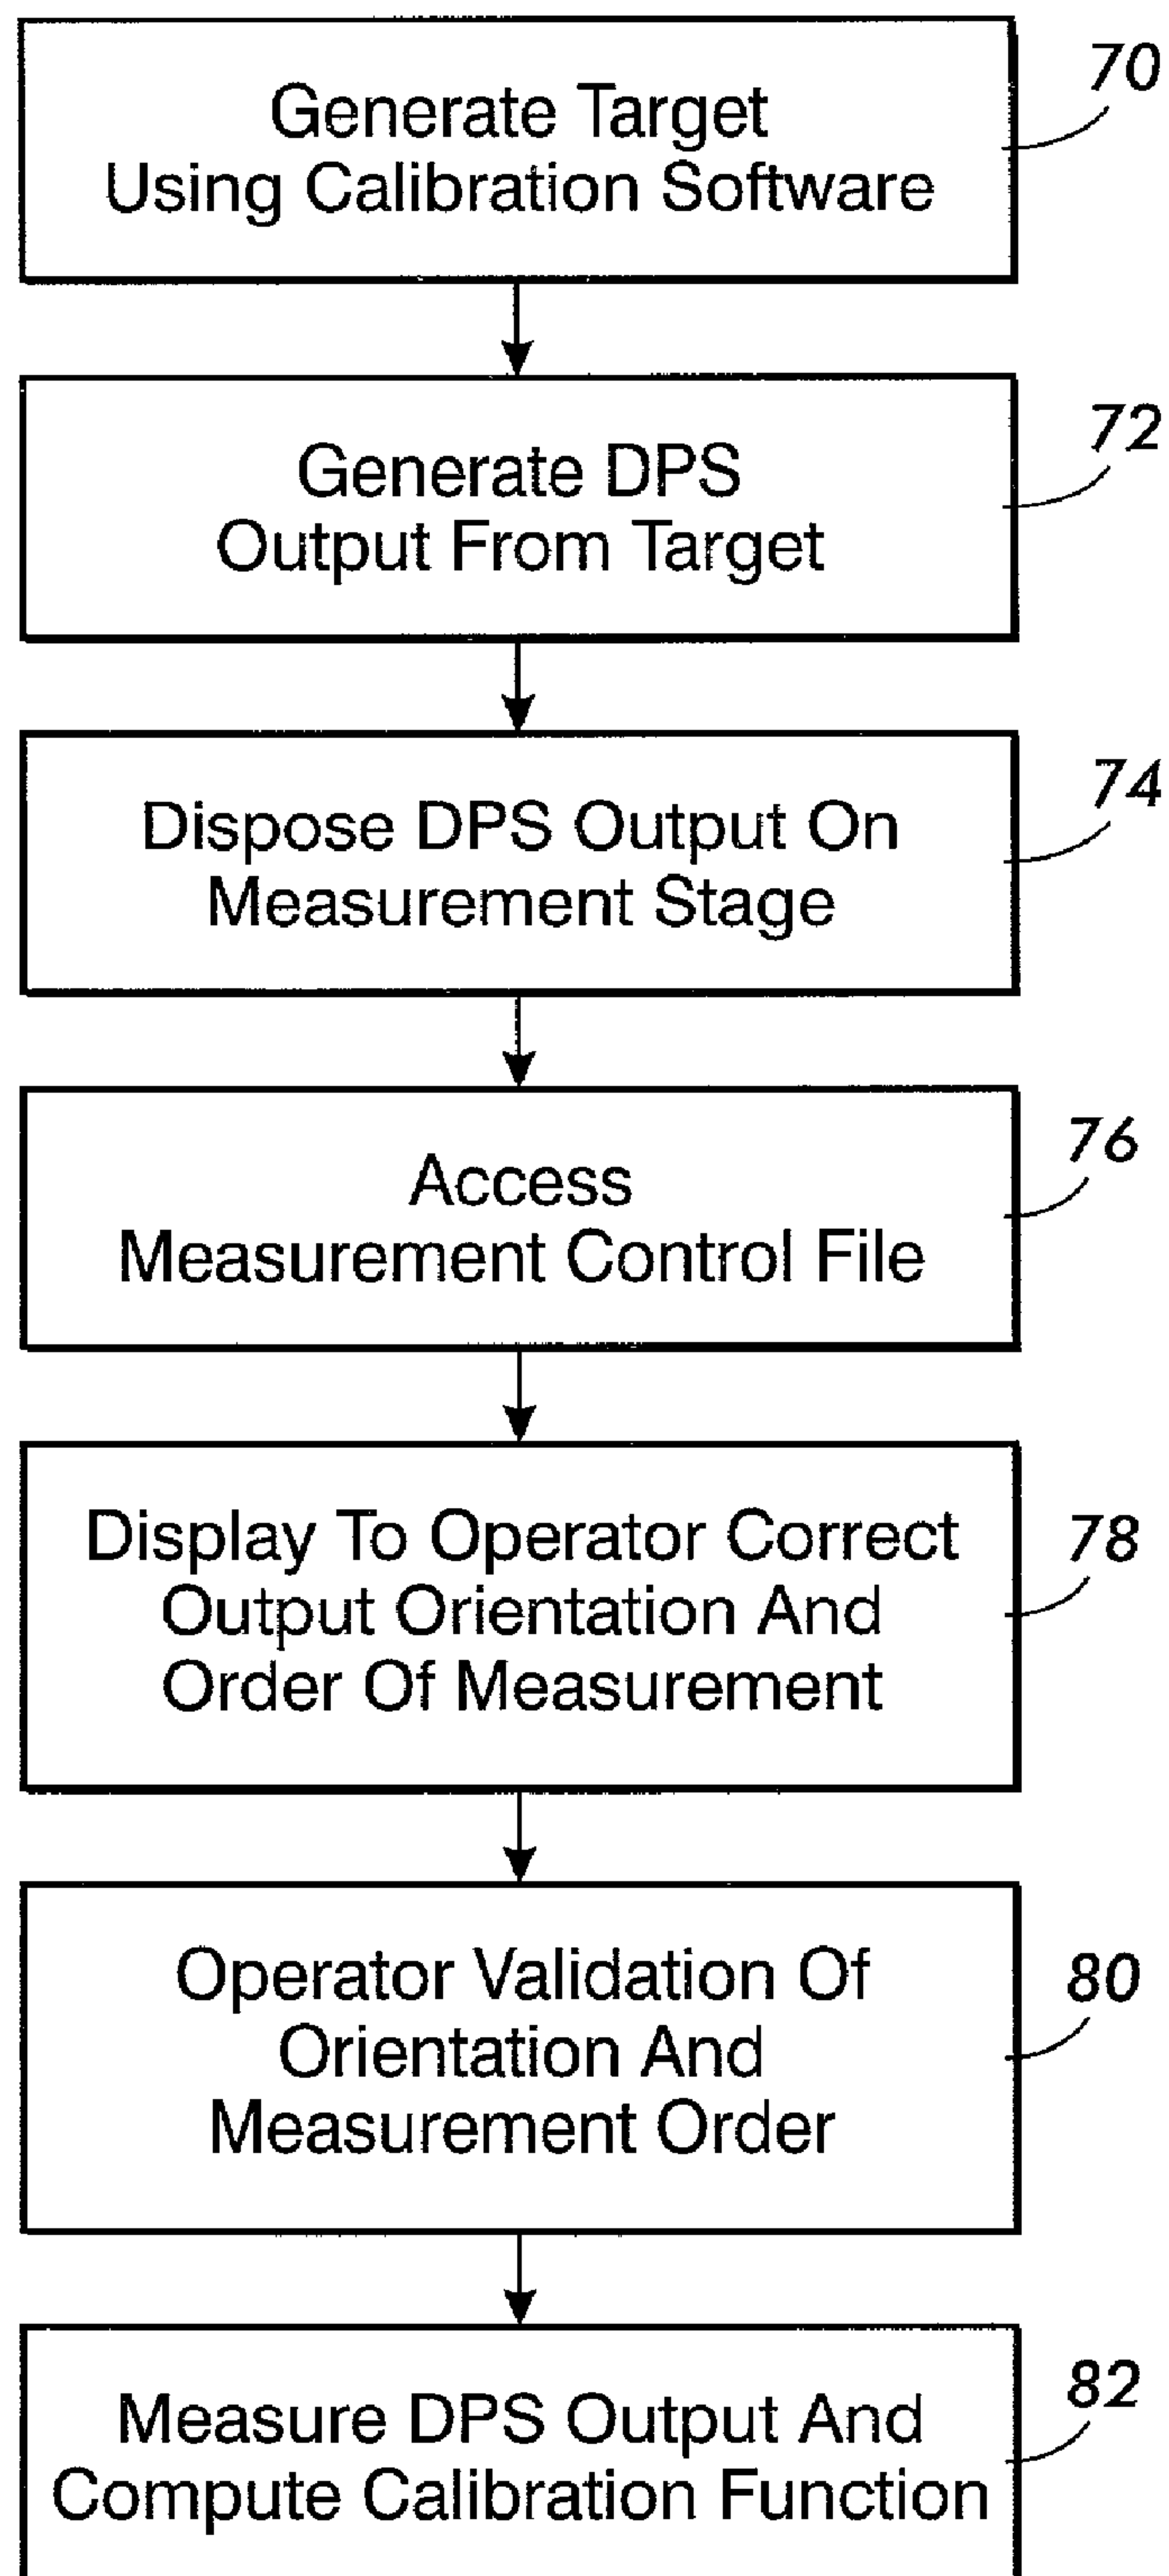 Generate Target
Using Calibration Software
70
Generate DPS
Output From Target
72
Dispose DPS Output On
Measurement Stage
74
Access
Measurement Control File
76
Display To Operator Correct
Output Orientation And
Order Of Measurement
78
Operator Validation Of
Orientation And
Measurement Order
80
Measure DPS Output And
Compute Calibration Function
82